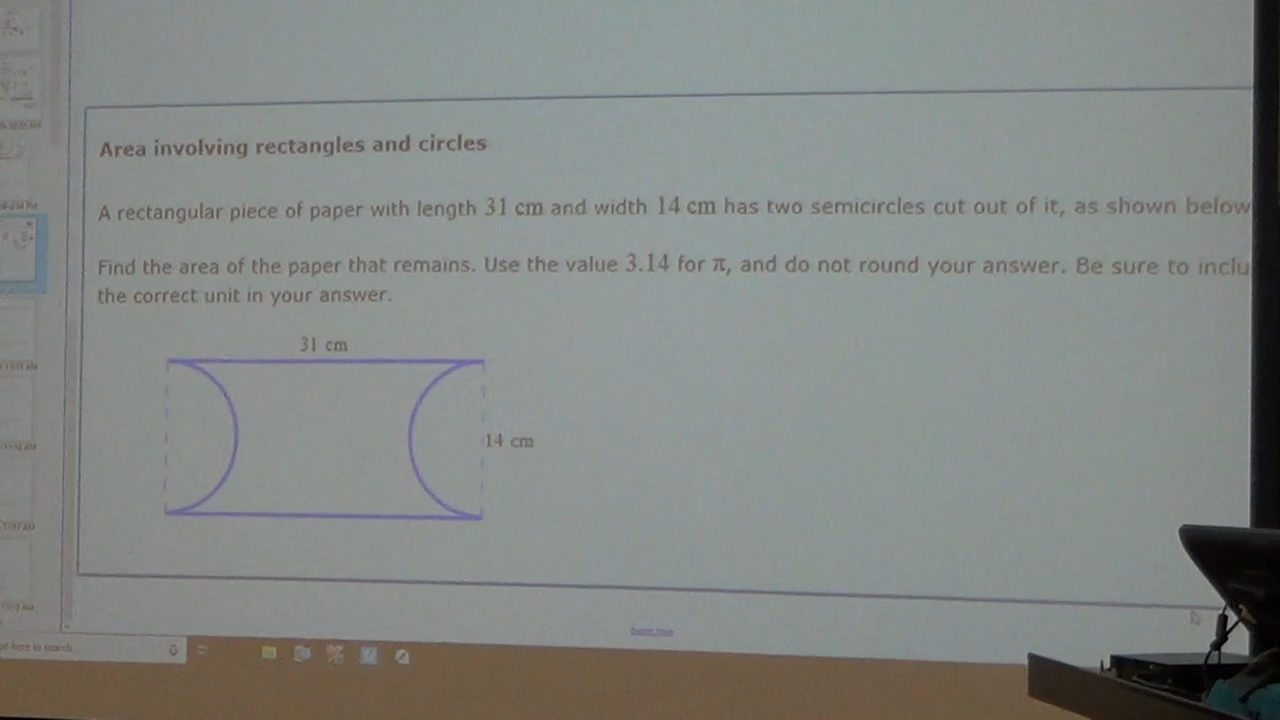 Area involving rectangles and circles
A rectangular piece of paper with length 31 cm and width 14 cm has two semicircles cut out of it, as shown below
Find the area of the paper that remains. Use the value 3.14 for π, and do not round your answer. Be sure to inclu
the correct unit in your answer.
31 cm
14 cm
here to search